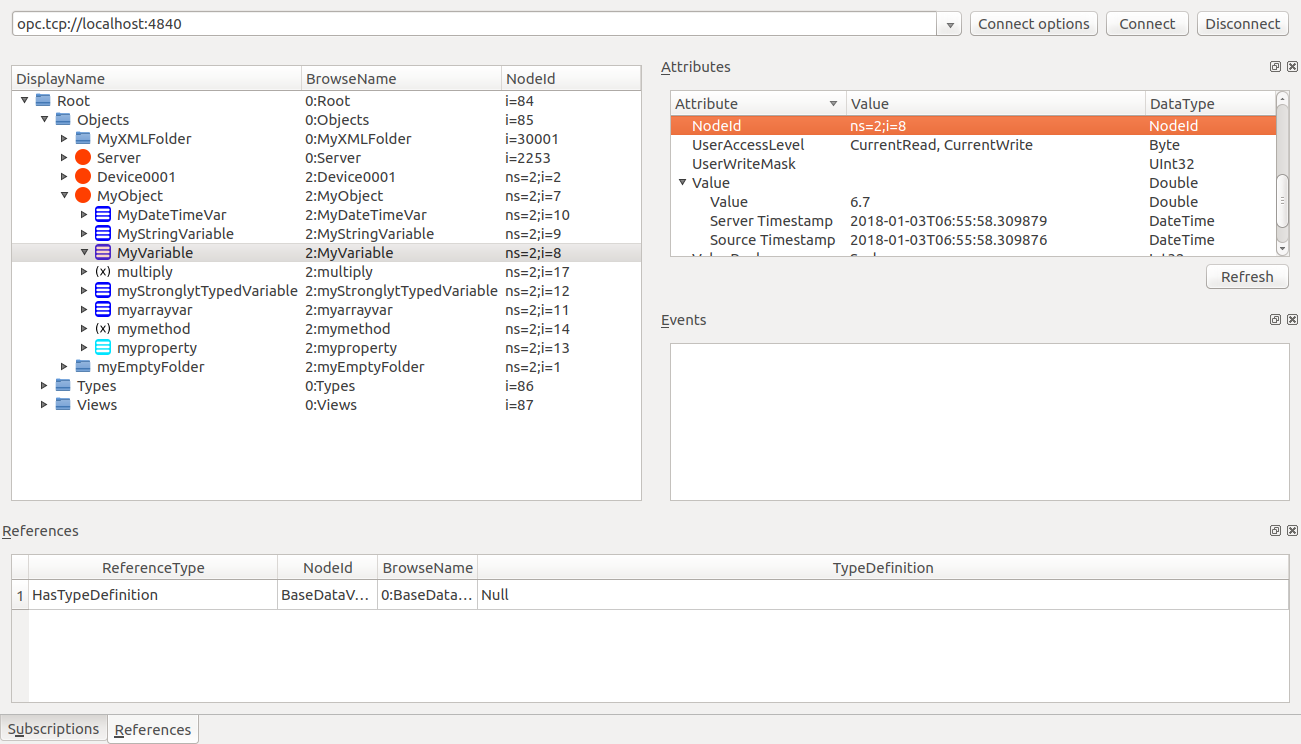 opc.tcp://localhost:4840 Connect options Connect Disconnect
DisplayName BrowseName NodeId
Root 0:Root i=84
Objects 0:Objects i=85
MyXMLFolder 0:MyXMLFolder i=30001
Server 0:Server i=2253
Device0001 2:Device0001 ns=2;i=2
MyObject 2:MyObject ns=2;i=7
MyDateTimeVar 2:MyDateTimeVar ns=2;i=10
MyStringVariable 2:MyStringVariable ns=2;i=9
MyVariable 2:MyVariable ns=2;i=8
(x) multiply 2:multiply ns=2;i=17
myStronglytTypedVariable 2:myStronglytTypedVariable ns=2;i=12
myarrayvar 2:myarrayvar ns=2;i=11
(x) mymethod 2:mymethod ns=2;i=14
myproperty 2:myproperty ns=2;i=13
myEmptyFolder 2:myEmptyFolder ns=2;i=1
Types 0:Types i=86
Views 0:Views i=87
Attributes
Attribute Value DataType
NodeId ns=2;i=8 NodeId
UserAccessLevel CurrentRead, CurrentWrite Byte
UserWriteMask UInt32
Value Double
Value 6.7 Double
Server Timestamp 2018-01-03T06:55:58.309879 DateTime
Source Timestamp 2018-01-03T06:55:58.309876 DateTime
Refresh
Events
References
ReferenceType NodeId BrowseName TypeDefinition
1 HasTypeDefinition BaseDataV... 0:BaseData... Null
Subscriptions References